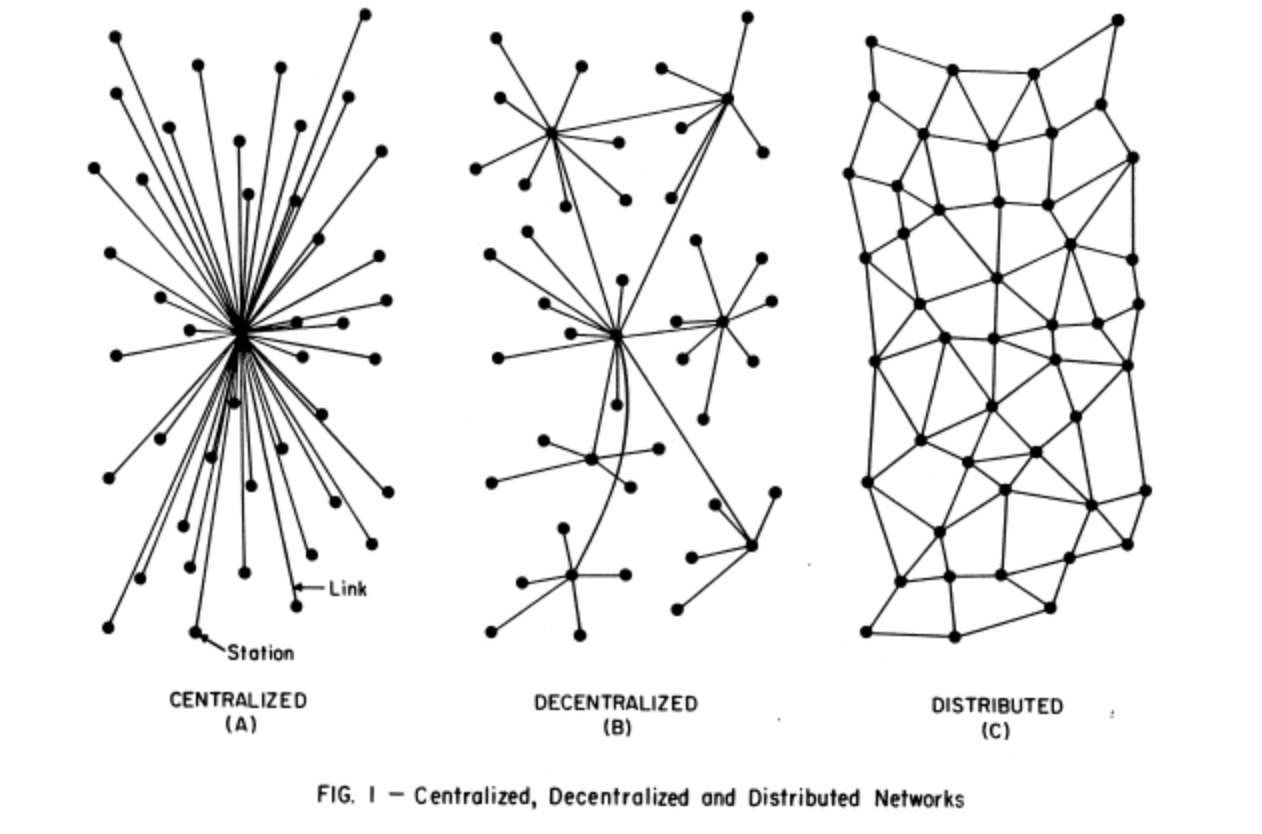 Link
Station
CENTRALIZED
(A)
DECENTRALIZED
(B)
DISTRIBUTED
(C)
FIG. I — Centralized, Decentralized and Distributed Networks